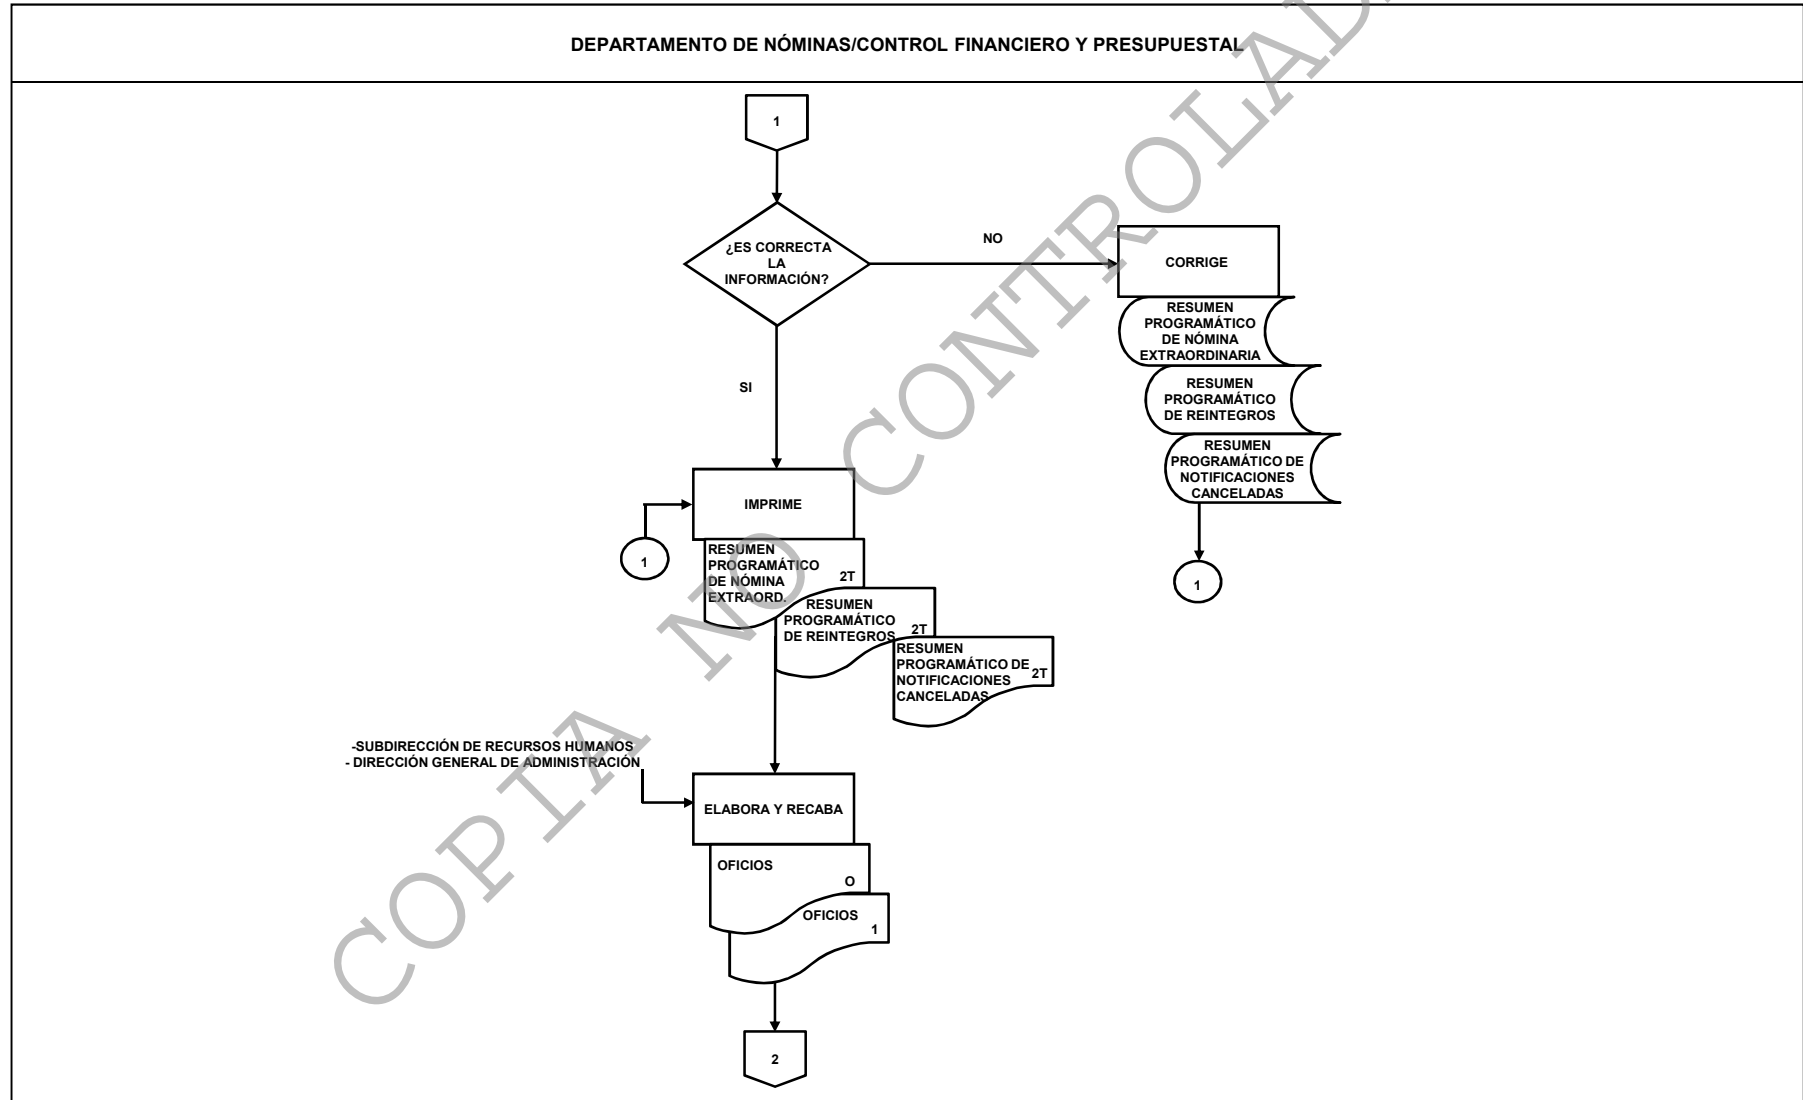 DEPARTAMENTO DE NÓMINAS/CONTROL FINANCIERO Y PRESUPUESTAL
1
¿ES CORRECTA
LA
INFORMACIÓN?
NO
CORRIGE
RESUMEN
PROGRAMÁTICO
DE NÓMINA
EXTRAORDINARIA
RESUMEN
PROGRAMÁTICO
DE REINTEGROS
RESUMEN
PROGRAMÁTICO DE
NOTIFICACIONES
CANCELADAS
1
SI
IMPRIME
1
RESUMEN
PROGRAMÁTICO
DE NÓMINA
EXTRAORD.
2T
RESUMEN
PROGRAMÁTICO
DE REINTEGROS
2T
RESUMEN
PROGRAMÁTICO DE
NOTIFICACIONES
CANCELADAS
2T
-SUBDIRECCIÓN DE RECURSOS HUMANOS
- DIRECCIÓN GENERAL DE ADMINISTRACIÓN
ELABORA Y RECABA
OFICIOS
O
OFICIOS
1
2
COPIA NO CONTROLAD